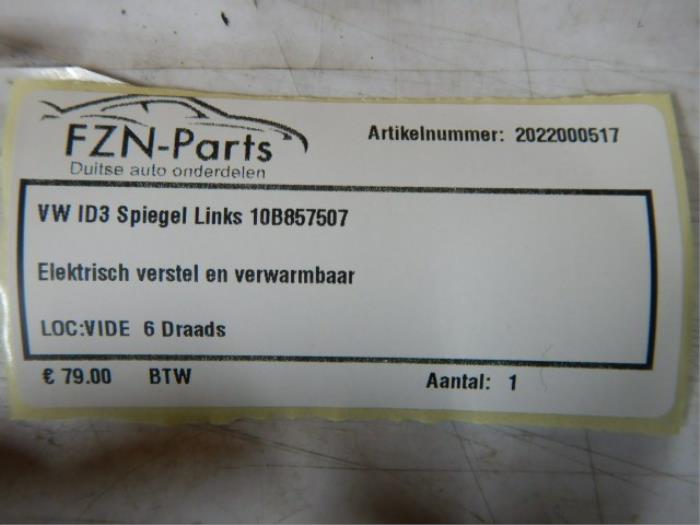 FZN-Parts
Duitse auto onderdelen
Artikelnummer: 2022000517
VW ID3 Spiegel Links 10B857507
Elektrisch verstel en verwarmbaar
LOC:VIDE 6 Draads
€ 79.00 BTW Aantal: 1